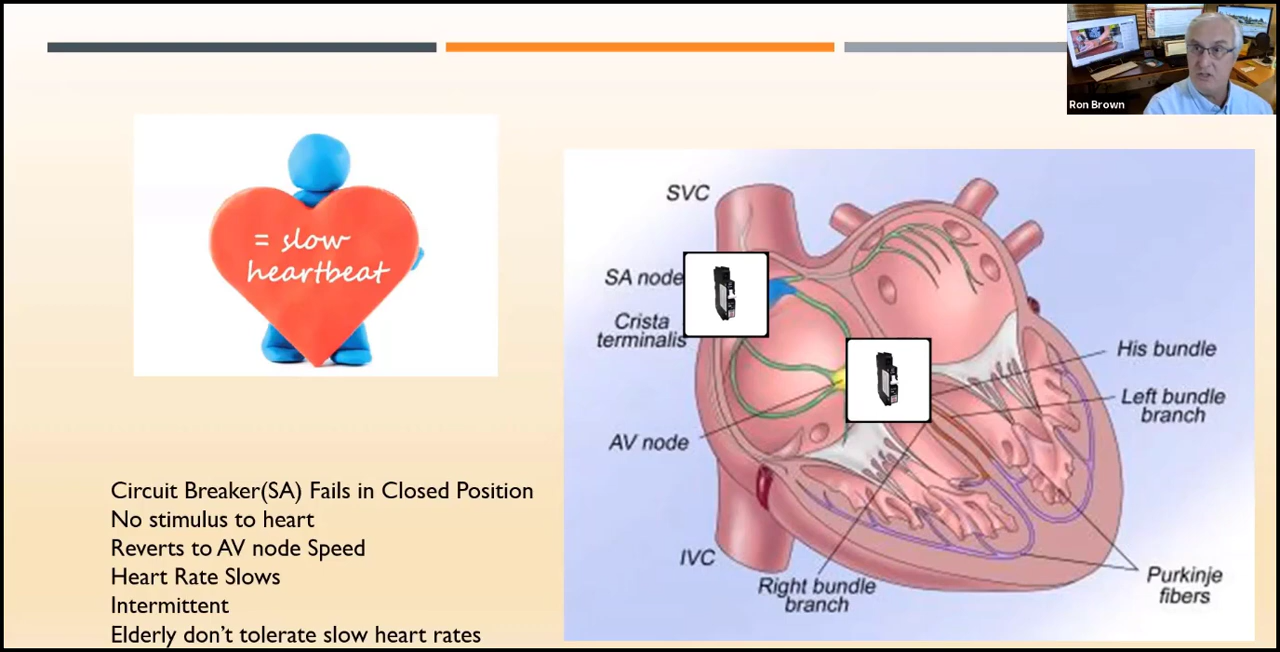 Ron Brown
= slow
heartbeat
SVC
SA node
Crista
terminalis
His bundle
Left bundle
branch
AV node
IVC
Right bundle
branch
Purkinje
fibers
Circuit Breaker(SA) Fails in Closed Position
No stimulus to heart
Reverts to AV node Speed
Heart Rate Slows
Intermittent
Elderly don't tolerate slow heart rates